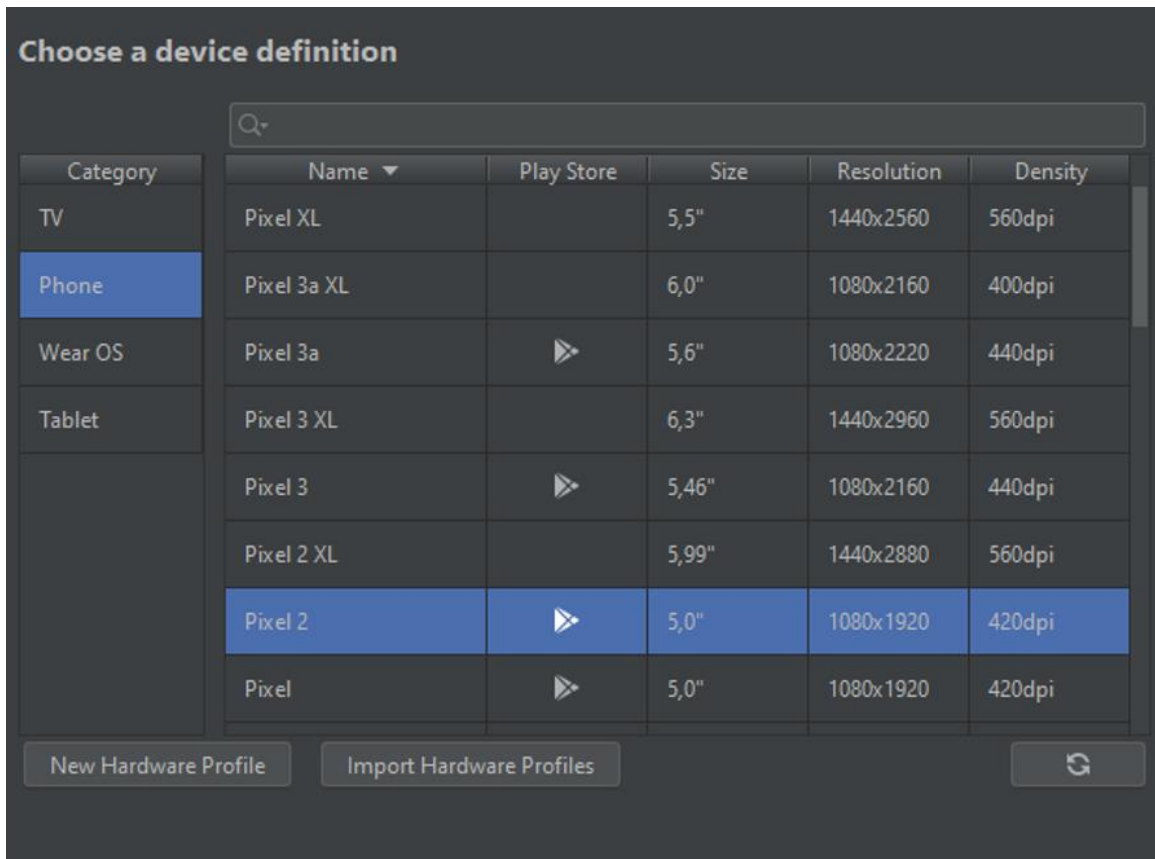 Choose a device definition
Category Name Play Store Size Resolution Density
TV Pixel XL 5,5" 1440x2560 560dpi
Phone Pixel 3a XL 6,0" 1080x2160 400dpi
Wear OS Pixel 3a 5,6" 1080x2220 440dpi
Tablet Pixel 3 XL 6,3" 1440x2960 560dpi
Pixel 3 5,46" 1080x2160 440dpi
Pixel 2 XL 5,99" 1440x2880 560dpi
Pixel 2 5,0" 1080x1920 420dpi
Pixel 5,0" 1080x1920 420dpi
New Hardware Profile Import Hardware Profiles